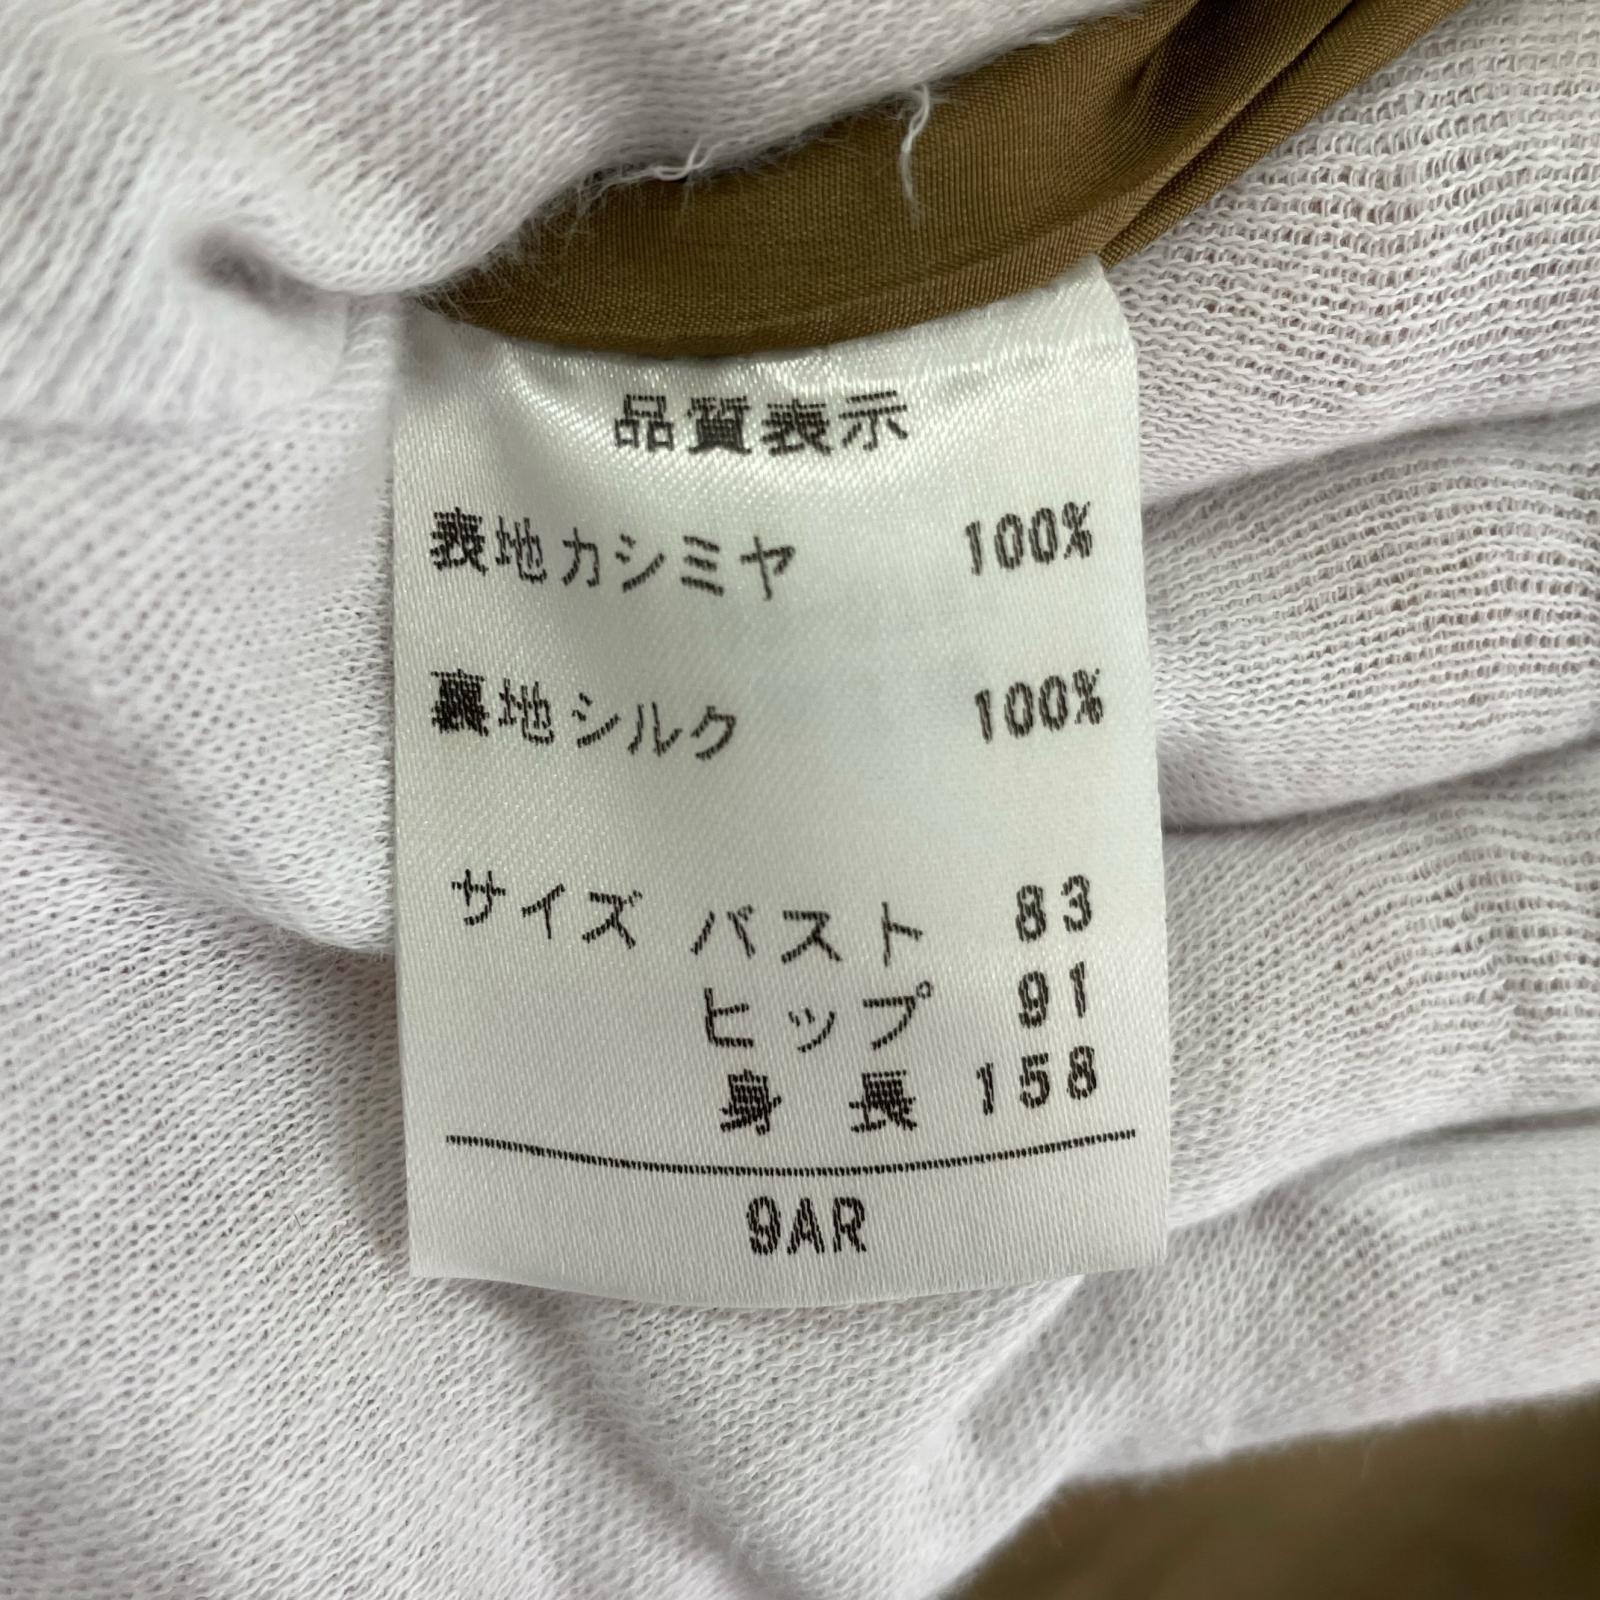 品質表示
表地カシミヤ 100%
裏地シルク 100%
サイズ バスト 83
ヒップ 91
身長 158
9AR